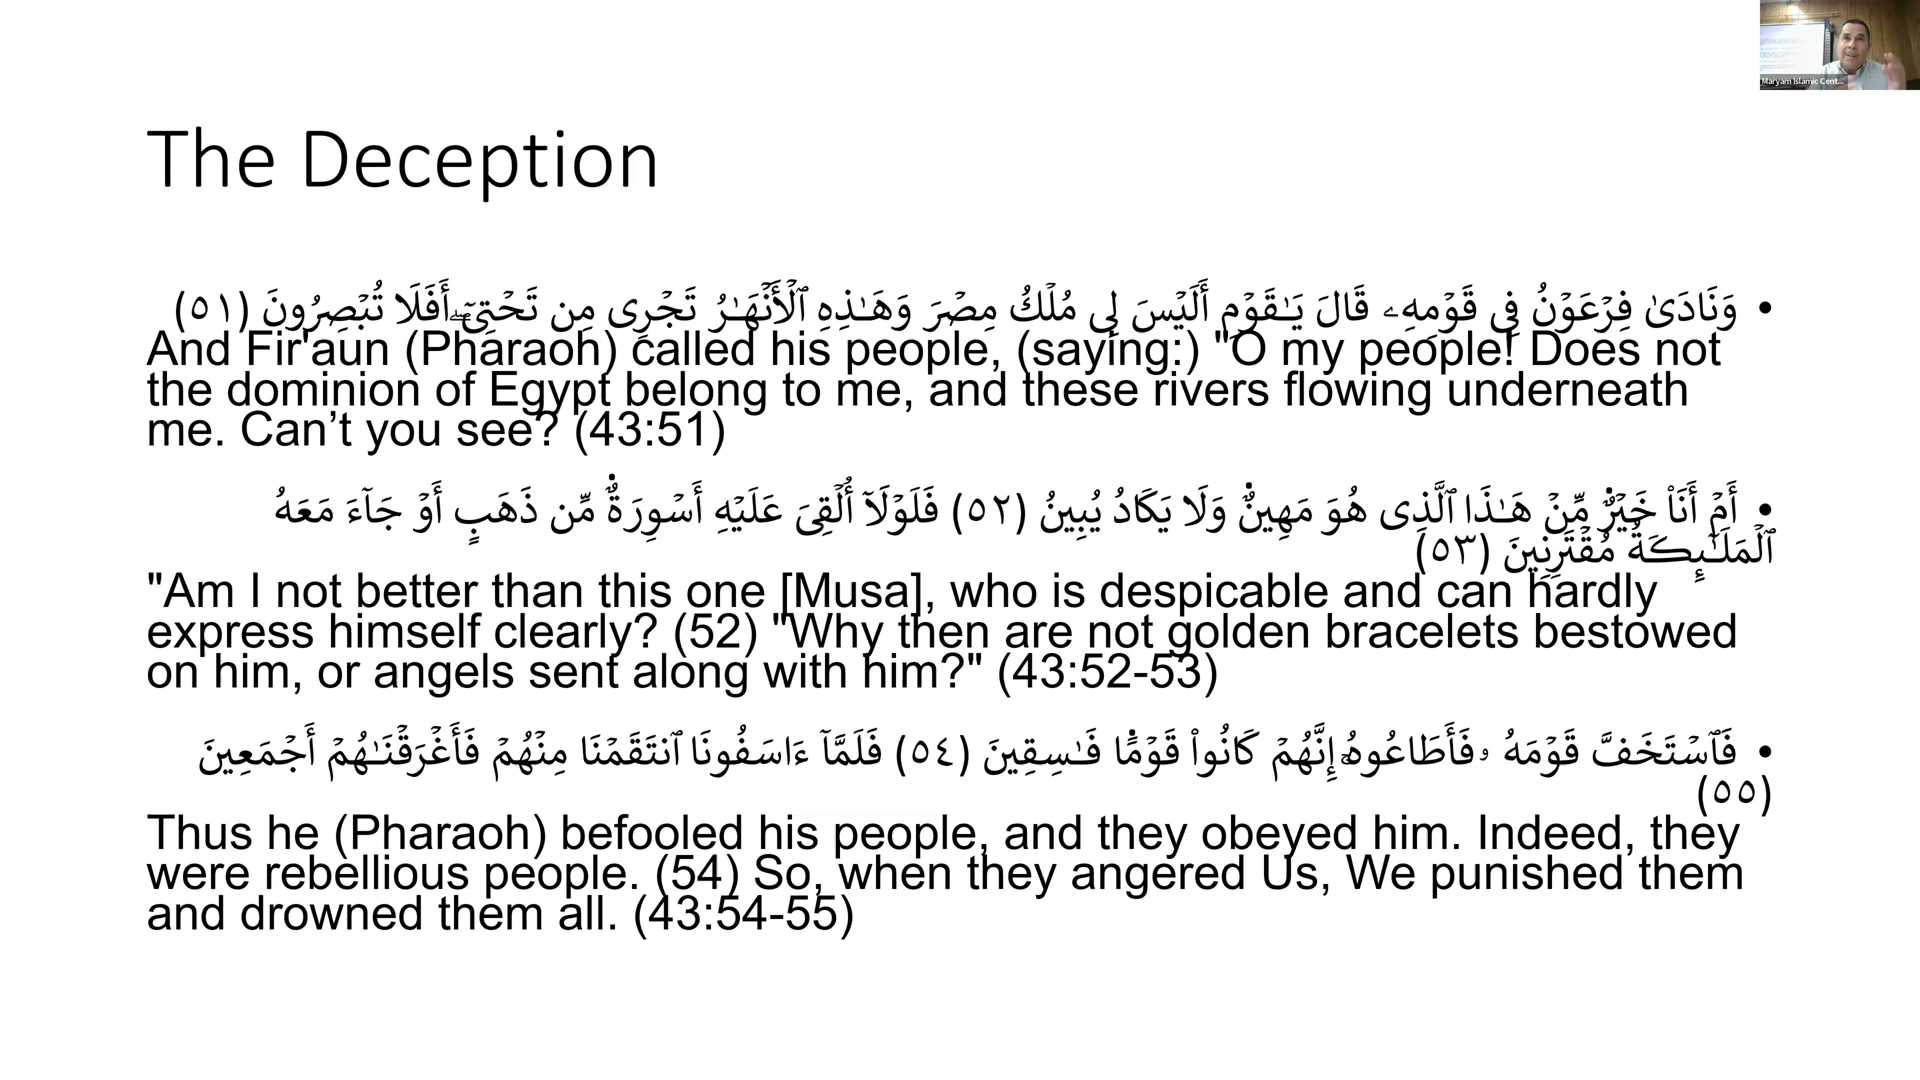 The Deception
• وَنَادَىٰ فِرۡعَوۡنُ فِي قَوۡمِهِۦ قَالَ يَـٰقَوۡمِ أَلَيۡسَ لِي مُلۡكُ مِصۡرَ وَهَـٰذِهِ ٱلۡأَنۡهَـٰرُ تَجۡرِى مِن تَحۡتِىٓۖ أَفَلَا تُبۡصِرُونَ (٥١)
And Fir'aun (Pharaoh) called his people, (saying:) "O my people! Does not
the dominion of Egypt belong to me, and these rivers flowing underneath
me. Can’t you see? (43:51)
• أَمۡ أَنَا۠ خَيۡرٌ مِّنۡ هَـٰذَا ٱلَّذِى هُوَ مَهِينٌ وَلَا يَكَادُ يُبِينُ (٥٢) فَلَوۡلَآ أُلۡقِىَ عَلَيۡهِ أَسۡوِرَةٌ مِّن ذَهَبٍ أَوۡ جَآءَ مَعَهُ
ٱلۡمَلَـٰٓئِكَةُ مُقۡتَرِنِينَ (٥٣)
"Am I not better than this one [Musa], who is despicable and can hardly
express himself clearly? (52) "Why then are not golden bracelets bestowed
on him, or angels sent along with him?" (43:52-53)
• فَٱسۡتَخَفَّ قَوۡمَهُۥ فَأَطَاعُوهُۚ إِنَّهُمۡ كَانُواْ قَوۡمًا فَـٰسِقِينَ (٥٤) فَلَمَّآ ءَاسَفُونَا ٱنتَقَمۡنَا مِنۡهُمۡ فَأَغۡرَقۡنَـٰهُمۡ أَجۡمَعِينَ
(٥٥)
Thus he (Pharaoh) befooled his people, and they obeyed him. Indeed, they
were rebellious people. (54) So, when they angered Us, We punished them
and drowned them all. (43:54-55)
Maryam Islamic Cent...